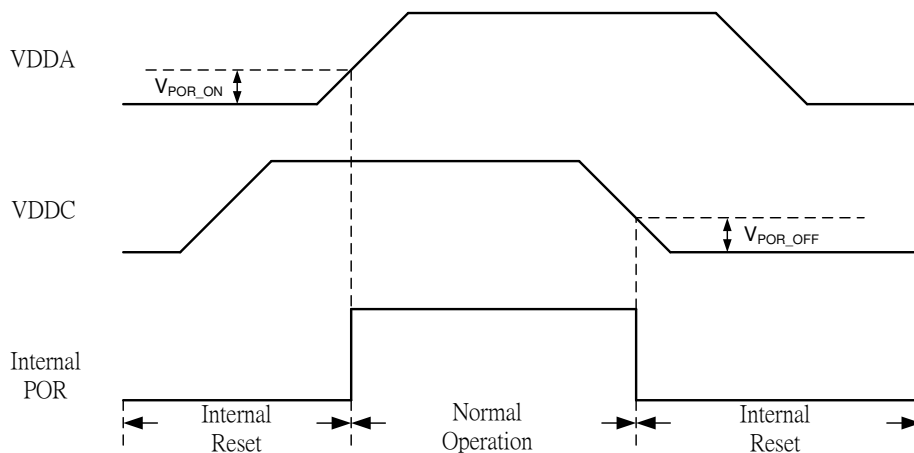 VDDA
VPOR_ON
VDDC
VPOR_OFF
Internal
POR
Internal
Reset
Normal
Operation
Internal
Reset